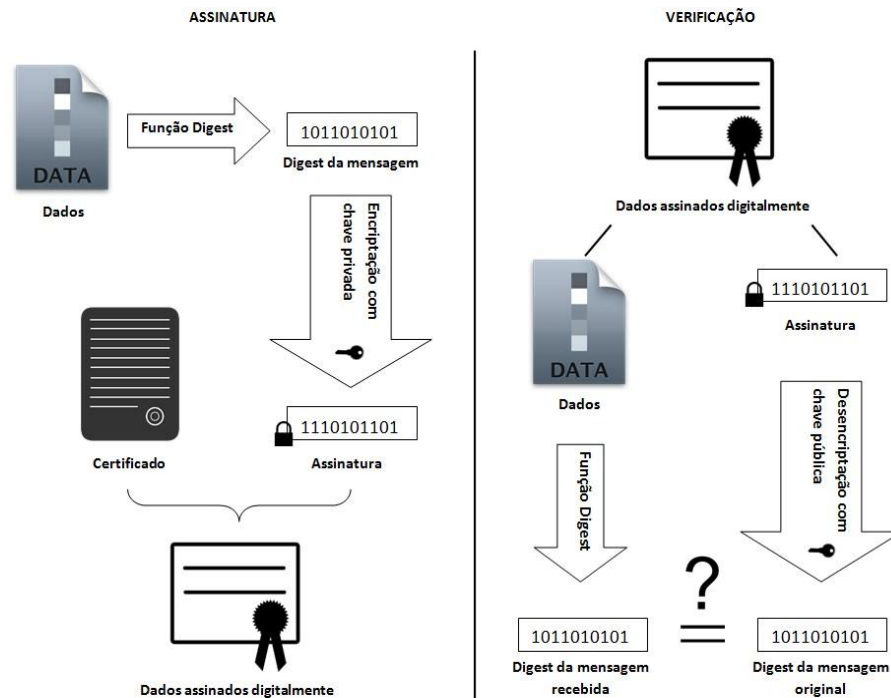 ASSINATURA
DATA
Dados
Função Digest
1011010101
Digest da mensagem
Encriptação com
chave privada
Certificado
1110101101
Assinatura
Dados assinados digitalmente
VERIFICAÇÃO
Dados assinados digitalmente
DATA
Dados
1110101101
Assinatura
Função Digest
Desencriptação com
chave pública
1011010101
Digest da mensagem
recebida
?
=
1011010101
Digest da mensagem
original